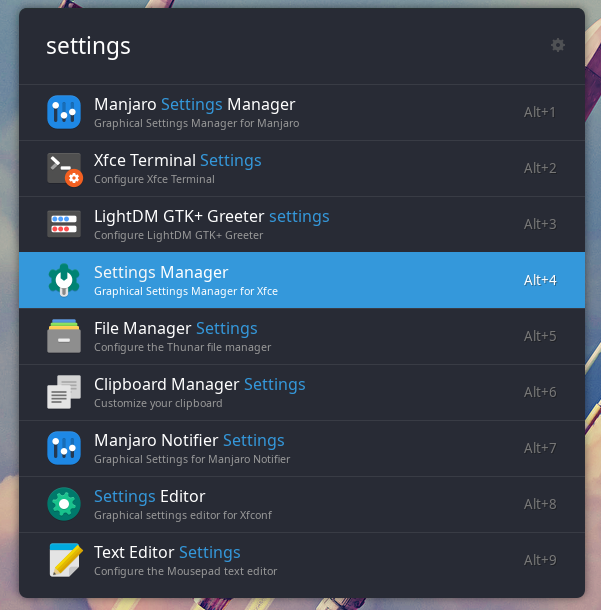 settings
Manjaro Settings Manager
Graphical Settings Manager for Manjaro
Alt+1
Xfce Terminal Settings
Configure Xfce Terminal
Alt+2
LightDM GTK+ Greeter settings
Configure LightDM GTK+ Greeter
Alt+3
Settings Manager
Graphical Settings Manager for Xfce
Alt+4
File Manager Settings
Configure the Thunar file manager
Alt+5
Clipboard Manager Settings
Customize your clipboard
Alt+6
Manjaro Notifier Settings
Graphical Settings for Manjaro Notifier
Alt+7
Settings Editor
Graphical settings editor for Xfconf
Alt+8
Text Editor Settings
Configure the Mousepad text editor
Alt+9